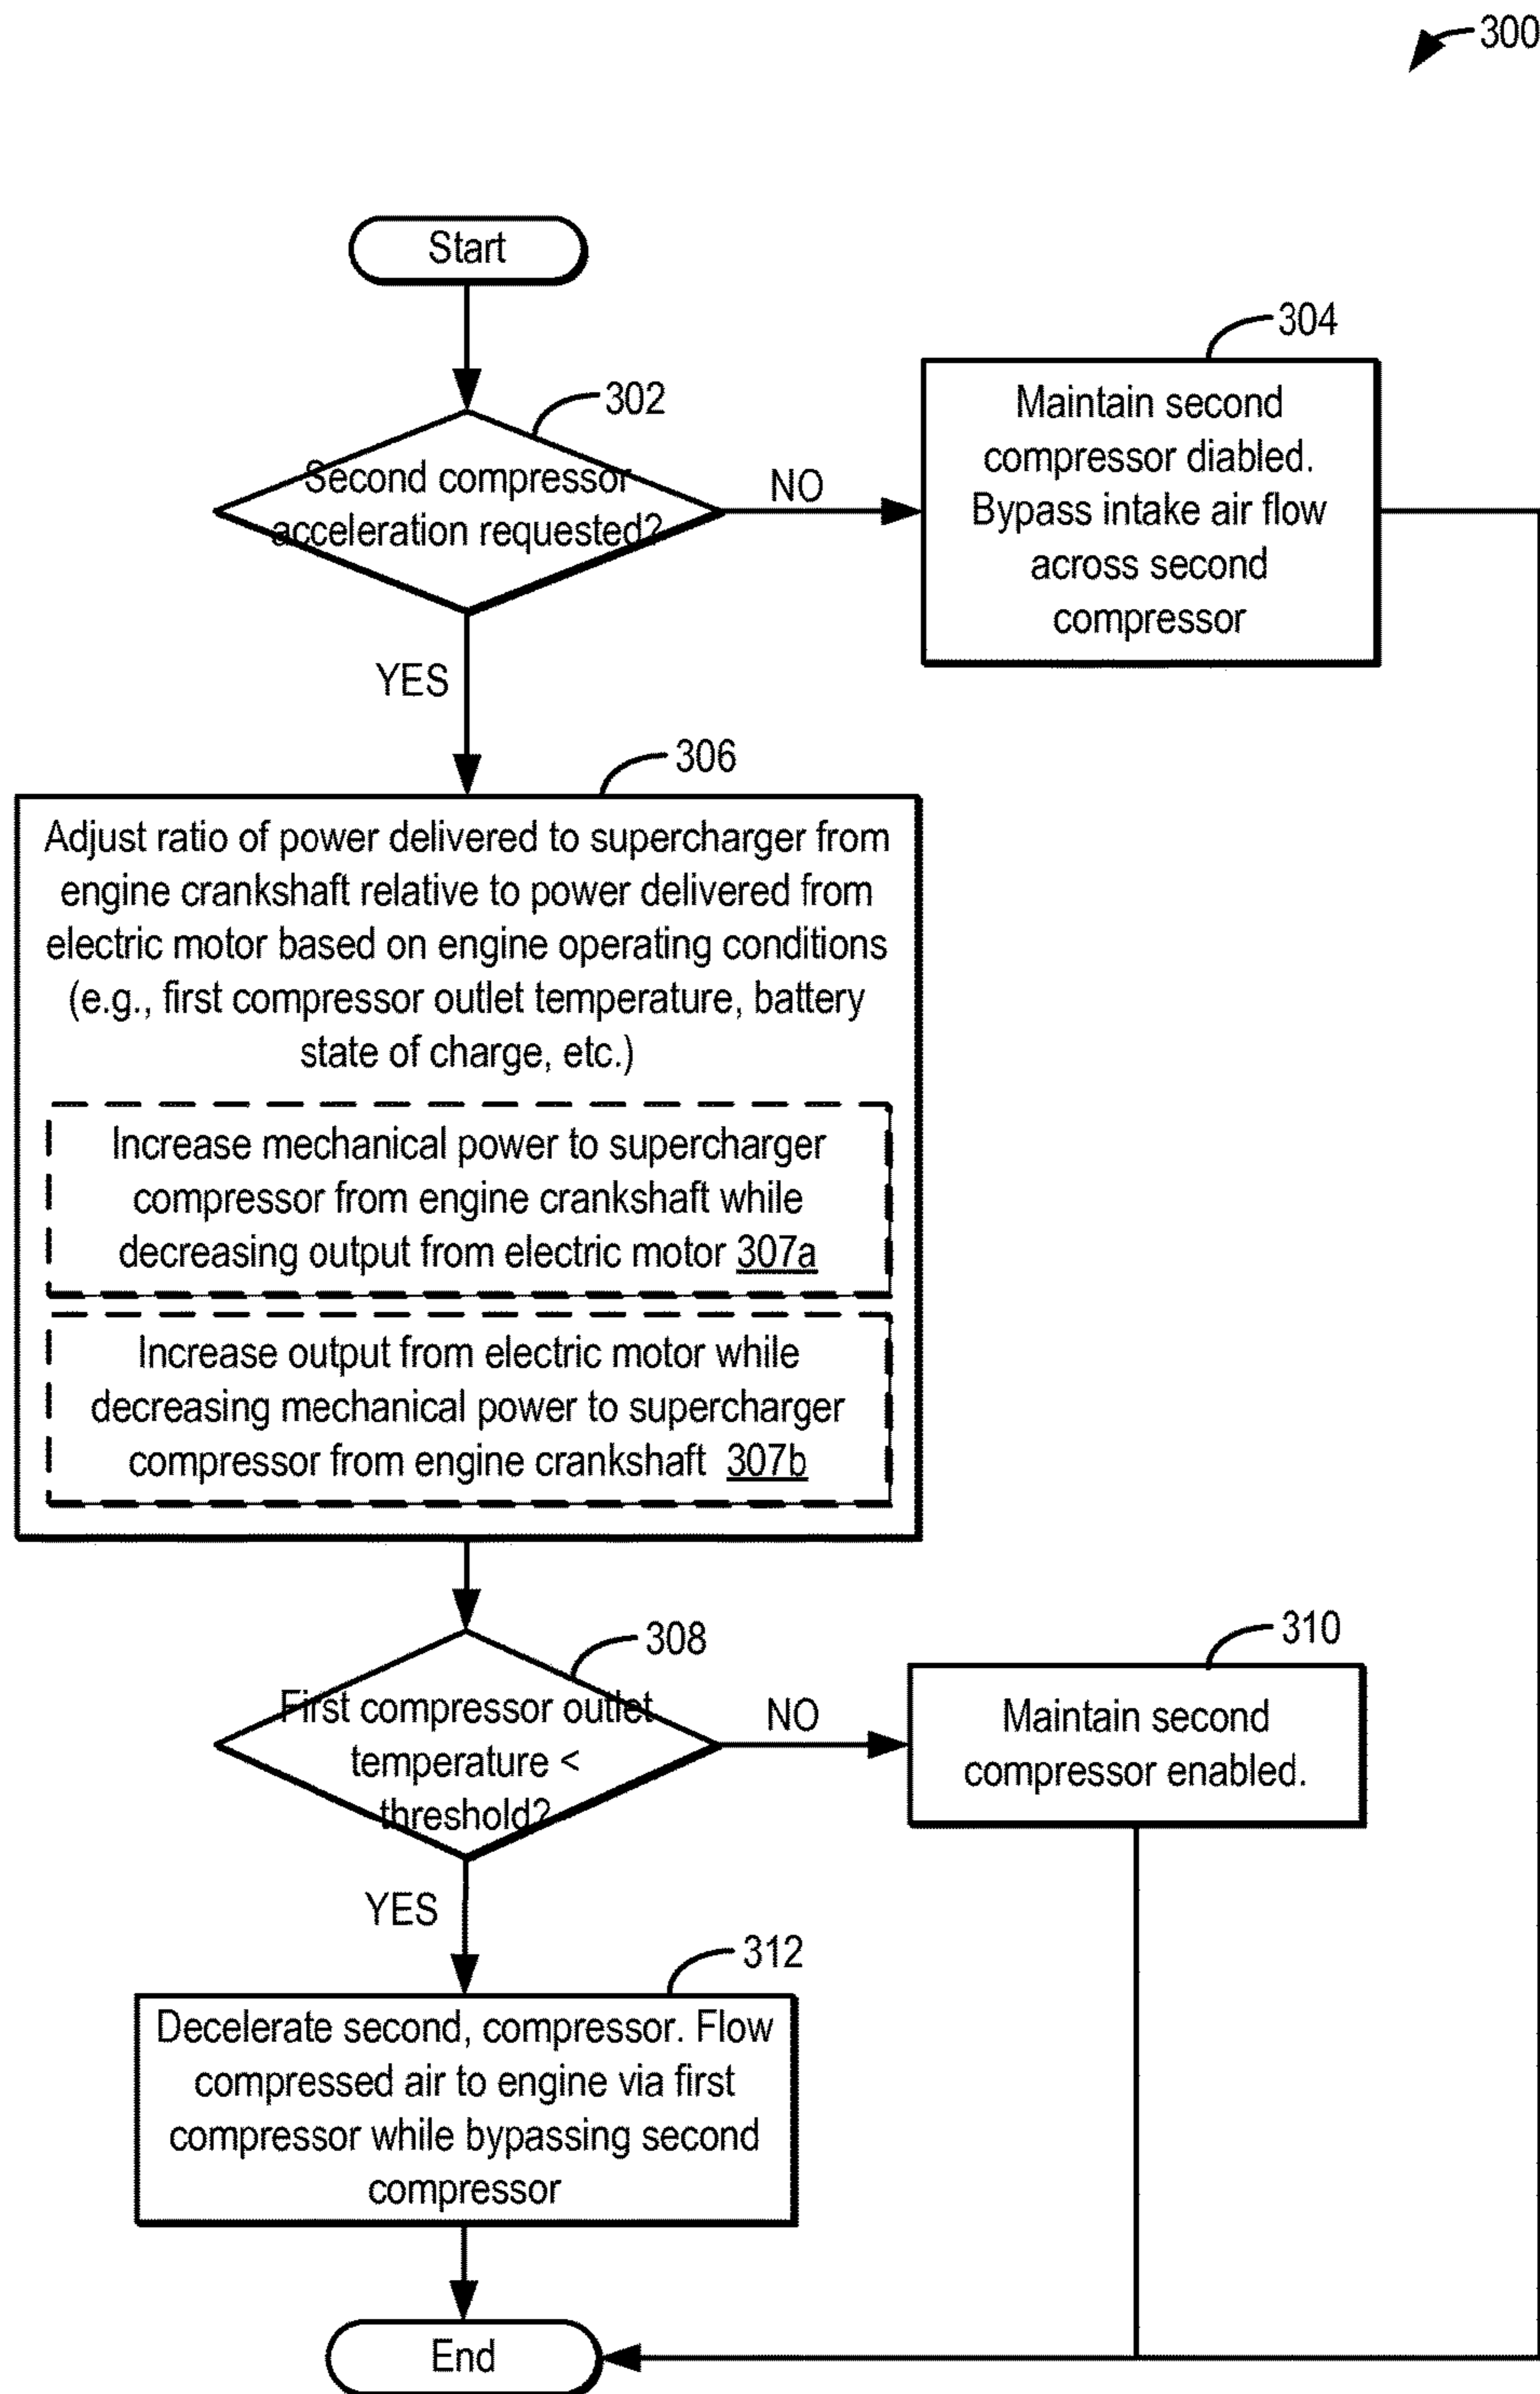 300
Start
302
Second compressor
acceleration requested?
NO
304
Maintain second
compressor diabled.
Bypass intake air flow
across second
compressor
YES
306
Adjust ratio of power delivered to supercharger from
engine crankshaft relative to power delivered from
electric motor based on engine operating conditions
(e.g., first compressor outlet temperature, battery
state of charge, etc.)
Increase mechanical power to supercharger
compressor from engine crankshaft while
decreasing output from electric motor 307a
Increase output from electric motor while
decreasing mechanical power to supercharger
compressor from engine crankshaft 307b
308
First compressor outlet
temperature <
threshold?
NO
310
Maintain second
compressor enabled.
YES
312
Decelerate second, compressor. Flow
compressed air to engine via first
compressor while bypassing second
compressor
End